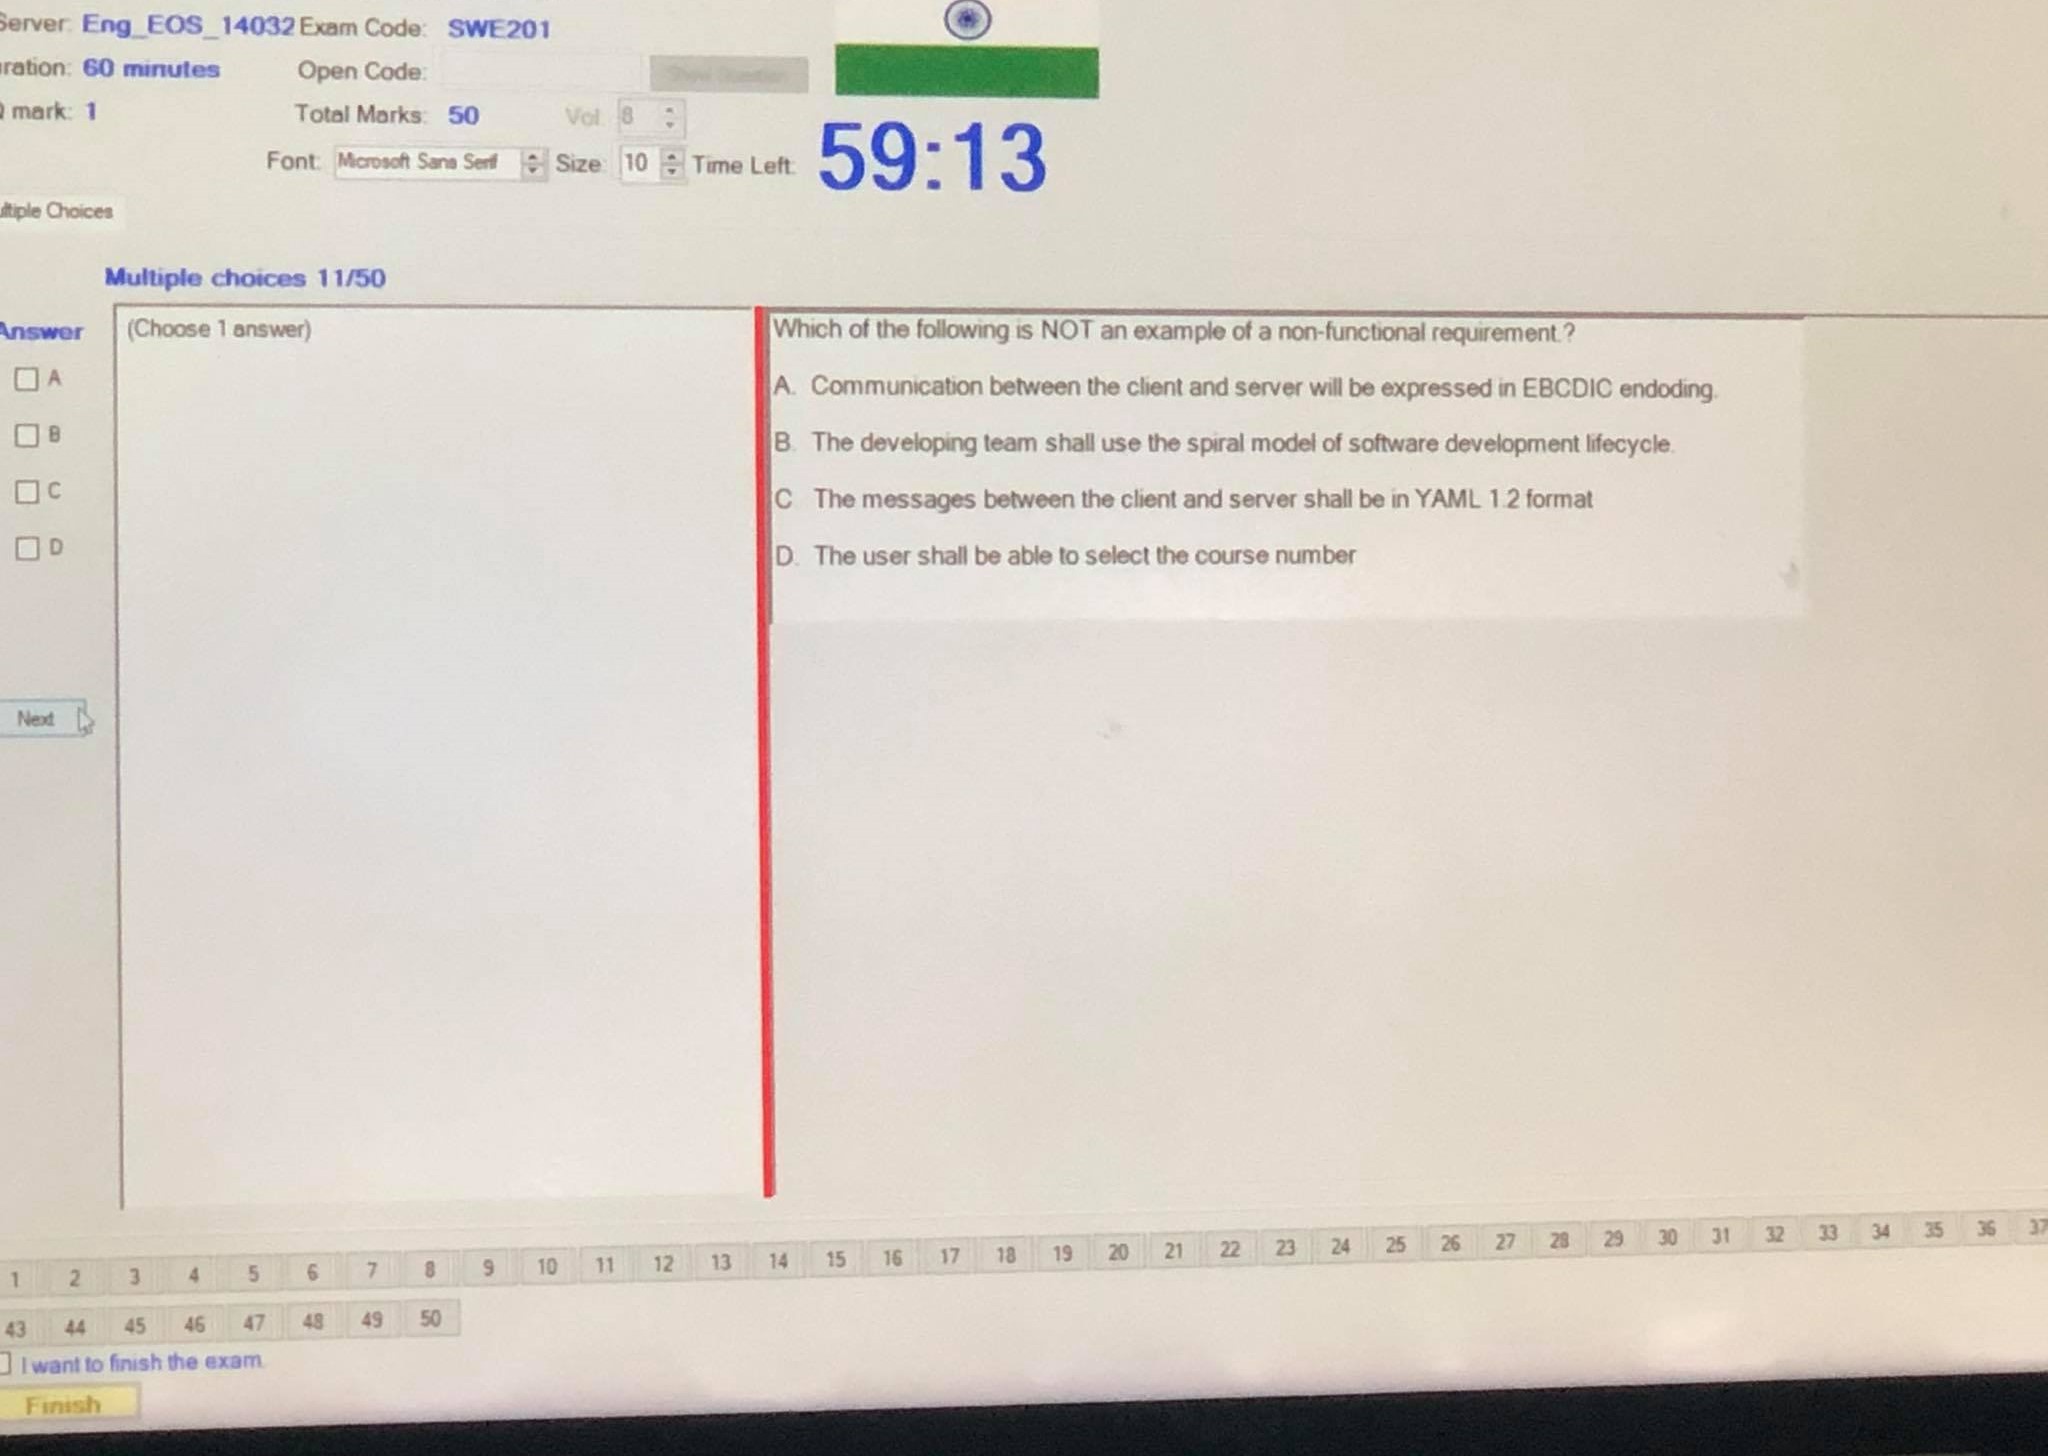 Server: Eng_EOS_14032 Exam Code: SWE201
ration: 60 minutes Open Code:
mark: 1 Total Marks: 50 Vol. 8
Font: Microsoft Sans Serif Size 10 Time Left: 59:13
ltiple Choices
Multiple choices 11/50
Answer (Choose 1 answer)
A
B
C
D
Next
Which of the following is NOT an example of a non-functional requirement.?
A. Communication between the client and server will be expressed in EBCDIC endoding.
B. The developing team shall use the spiral model of software development lifecycle.
C The messages between the client and server shall be in YAML 1.2 format
D. The user shall be able to select the course number
1 2 3 4 5 6 7 8 9 10 11 12 13 14 15 16 17 18 19 20 21 22 23 24 25 26 27 28 29 30 31 32 33 34 35 36 37
43 44 45 46 47 48 49 50
I want to finish the exam.
Finish